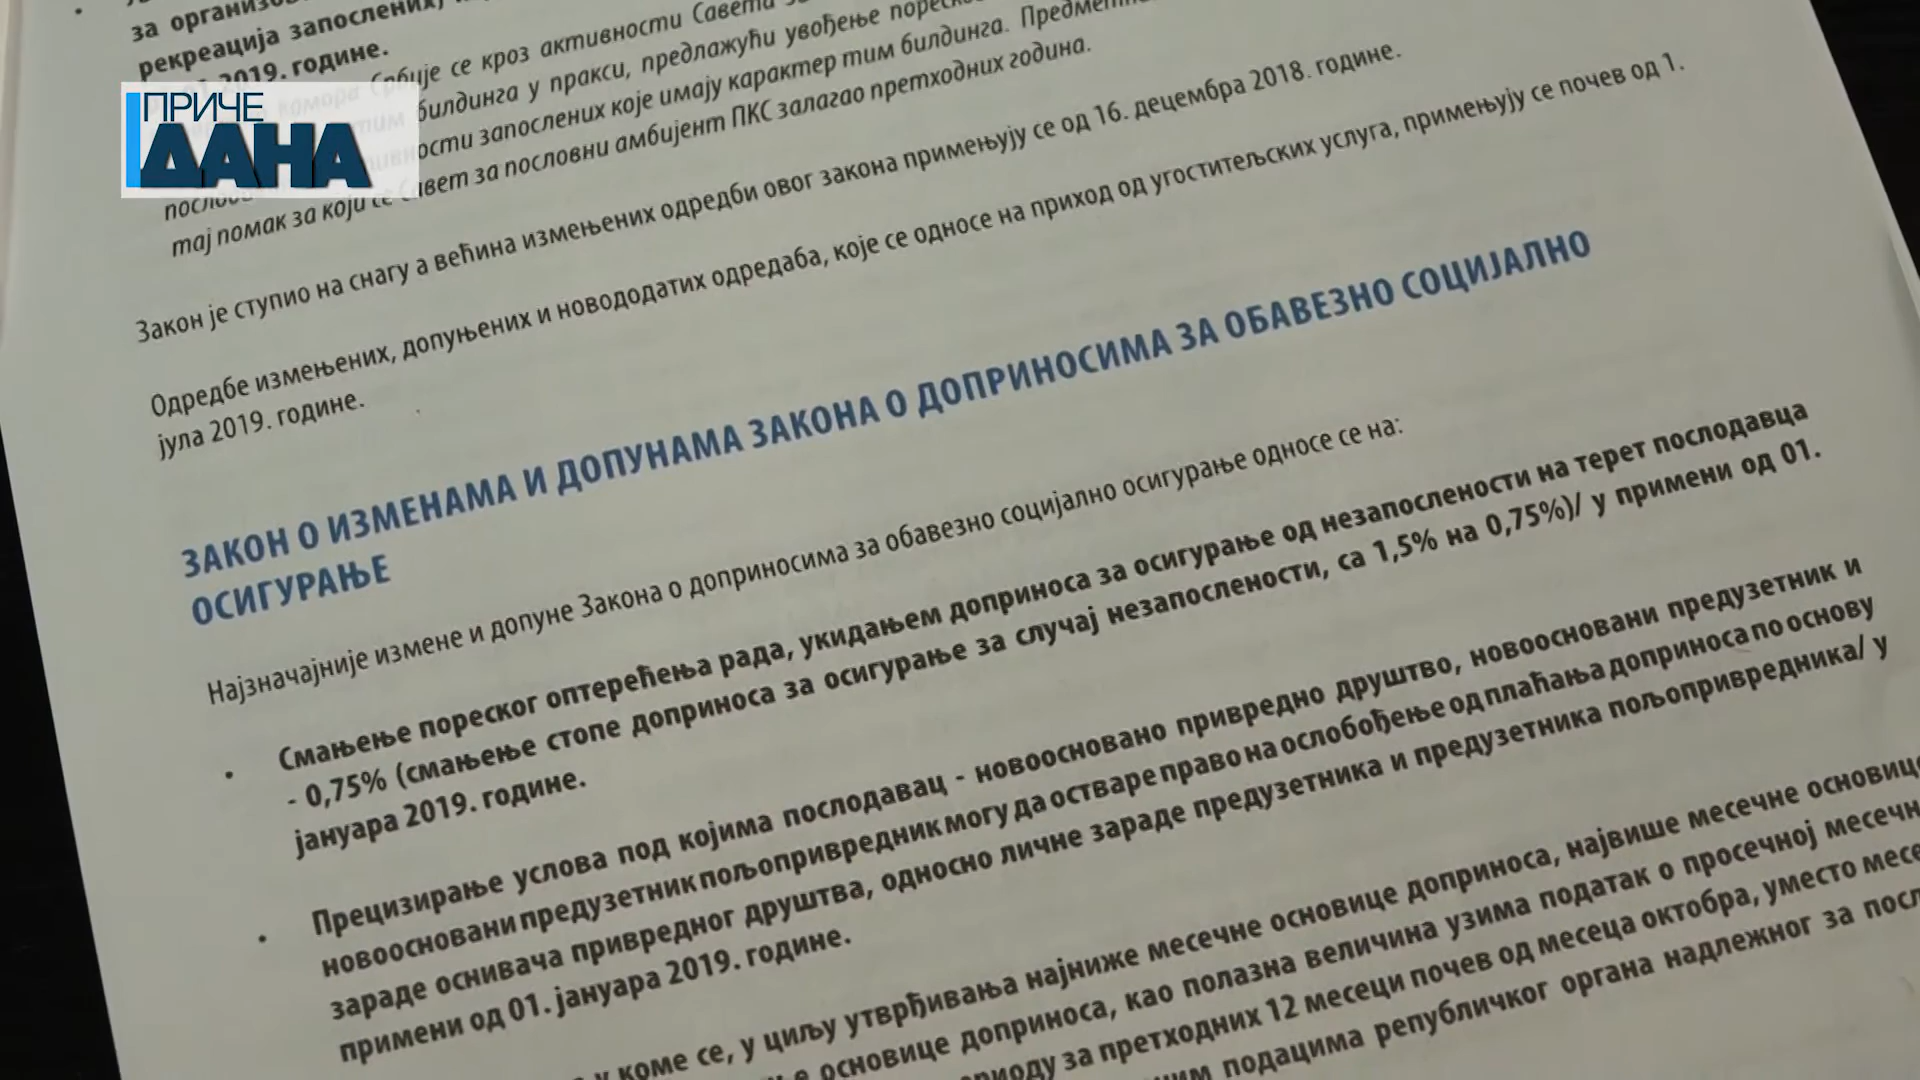 за организов
рекреација запослених,
01.2019. године.
комора Србије се кроз активности Савета
тим билдинга у пракси, предлажући увођење
ости запослених које имају карактер тим билдинга.
тај помак за који се Савет за пословни амбијент ПКС залагао претходних година.
ПРИЧЕ
ДАНА
Закон је ступио на снагу а већина измењених одредби овог закона примењују се од 16. децембра 2018. године.
Одредбе измењених, допуњених и новододатих одредаба, које се односе на приход од угоститељских услуга, примењују се почев од 1.
јула 2019. године.
ЗАКОН О ИЗМЕНАМА И ДОПУНАМА ЗАКОНА О ДОПРИНОСИМА ЗА ОБАВЕЗНО СОЦИЈАЛНО
ОСИГУРАЊЕ
Најзначајније измене и допуне Закона о доприносима за обавезно социјално осигурање односе се на:
• Смањење пореског оптерећења рада, укидањем доприноса за осигурање од незапослености на терет послодавца
- 0,75% (смањење стопе доприноса за осигурање за случај незапослености, са 1,5% на 0,75%)/ у примени од 01.
јануара 2019. године.
• Прецизирање услова под којима послодавац - новоосновано привредно друштво, новоосновани предузетник и
новоосновани предузетник пољопривредник могу да остваре право на ослобођење од плаћања доприноса по основу
зараде оснивача привредног друштва, односно личне зараде предузетника и предузетника пољопривредника/ у
примени од 01. јануара 2019. године.
у коме се, у циљу утврђивања најниже месечне основице доприноса, највише месечне основице
е основице доприноса, као полазна величина узима податак о просечној месечн
риоду за претходних 12 месеци почев од месеца октобра, уместо месе
ним подацима републичког органа надлежног за посл